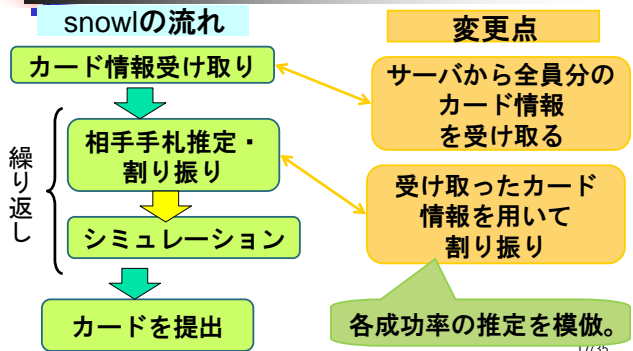 snowlの流れ
カード情報受け取り
相手手札推定・
割り振り
シミュレーション
カードを提出
繰り返し
変更点
サーバから全員分の
カード情報
を受け取る
受け取ったカード
情報を用いて
割り振り
各成功率の推定を模倣。
17/35